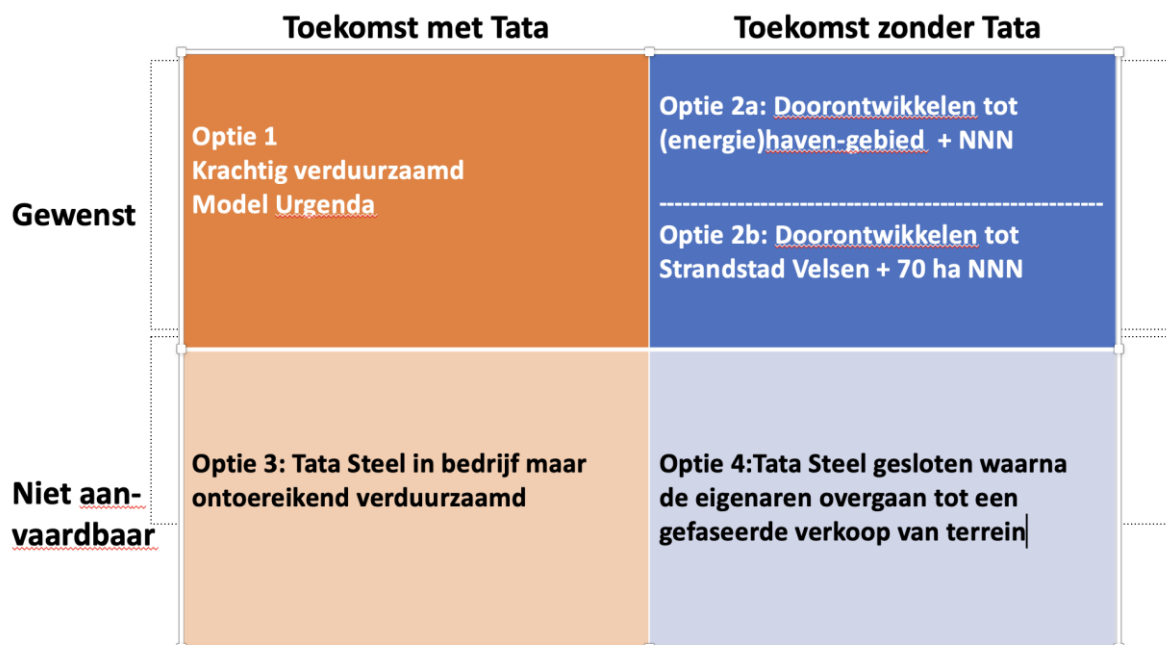 Toekomst met Tata
Toekomst zonder Tata
Gewenst
Optie 1
Krachtig verduurzaamd
Model Urgenda
Optie 2a: Doorontwikkelen tot
(energie)haven-gebied + NNN
--------------------------------------------------------
Optie 2b: Doorontwikkelen tot
Strandstad Velsen + 70 ha NNN
Niet aan-
vaardbaar
Optie 3: Tata Steel in bedrijf maar
ontoereikend verduurzaamd
Optie 4:Tata Steel gesloten waarna
de eigenaren overgaan tot een
gefaseerde verkoop van terrein